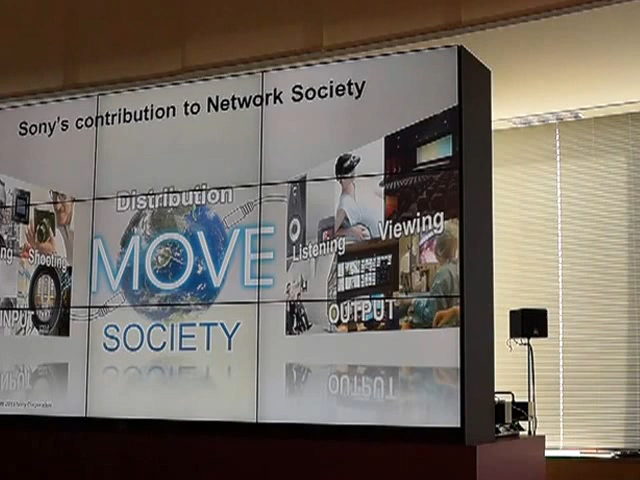 Sony's contribution to Network Society
Distribution
Shooting
Listening
Viewing
MOVE
INPUT
OUTPUT
SOCIETY